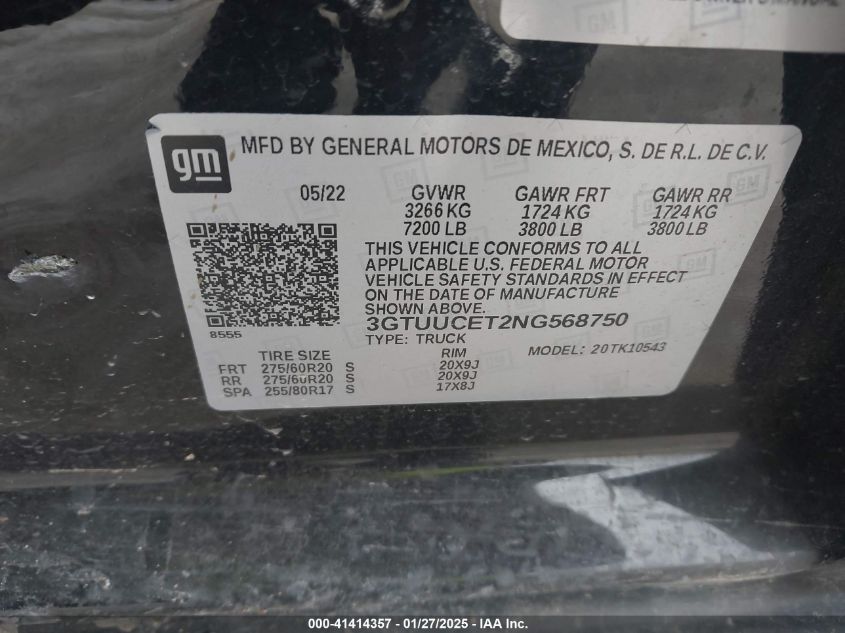 gm
MFD BY GENERAL MOTORS DE MEXICO, S. DE R.L. DE C.V.
05/22 GVWR GAWR FRT GAWR RR
3266 KG 1724 KG 1724 KG
7200 LB 3800 LB 3800 LB
THIS VEHICLE CONFORMS TO ALL
APPLICABLE U.S. FEDERAL MOTOR
VEHICLE SAFETY STANDARDS IN EFFECT
ON THE DATE OF MANUFACTURE
SHOWN ABOVE.
8555
3GTUUCET2NG568750
TYPE: TRUCK MODEL: 20TK10543
TIRE SIZE RIM
FRT 275/60R20 S 20X9J
RR 275/60R20 S 20X9J
SPA 255/80R17 S 17X8J
000-41414357 - 01/27/2025 - IAA Inc.